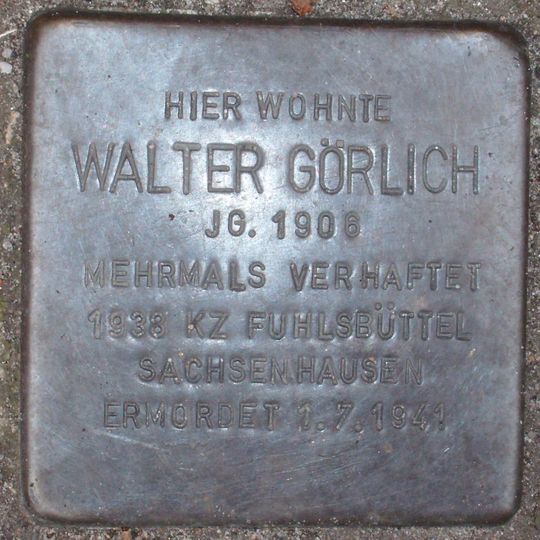 HIER WOHNTE
WALTER GÖRLICH
JG. 1906
MEHRMALS VERHAFTET
1938 KZ FUHLSBÜTTEL
SACHSENHAUSEN
ERMORDET 1.7.1941